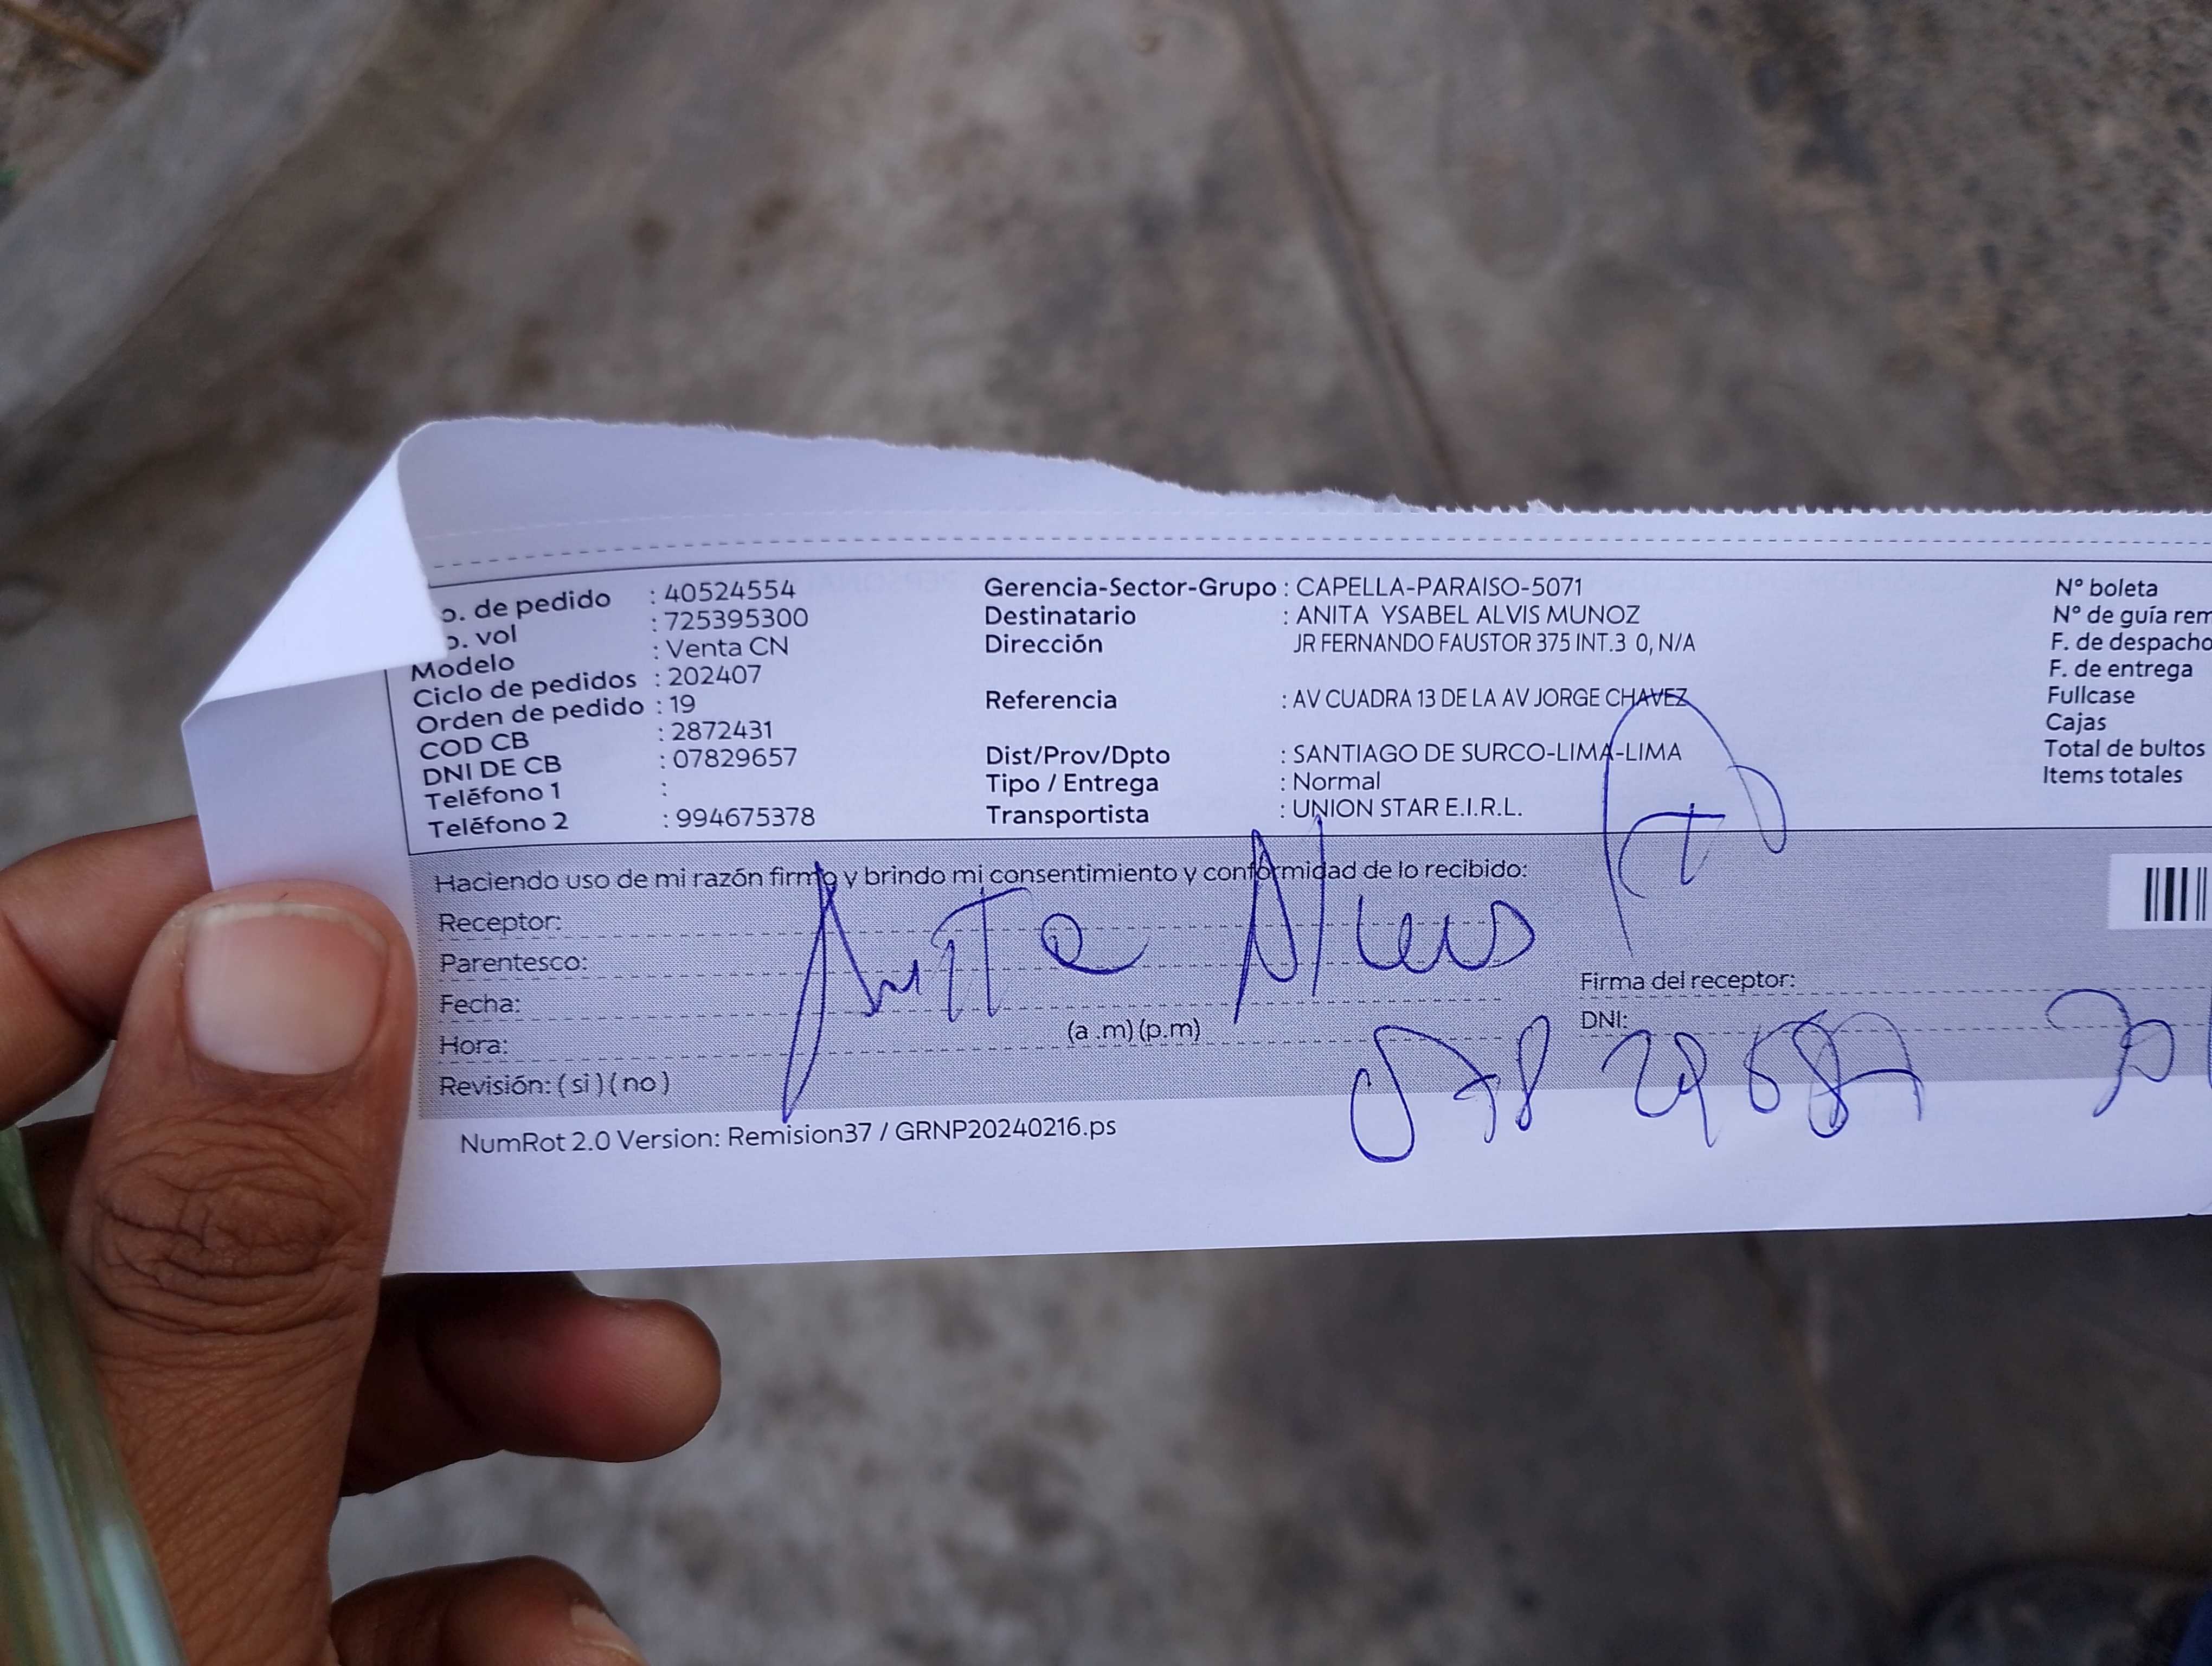 o. de pedido : 40524554
o. vol : 725395300
Modelo : Venta CN
Ciclo de pedidos : 202407
Orden de pedido : 19
COD CB : 2872431
DNI DE CB : 07829657
Teléfono 1 :
Teléfono 2 : 994675378
Gerencia-Sector-Grupo : CAPELLA-PARAISO-5071
Destinatario : ANITA YSABEL ALVIS MUNOZ
Dirección JR FERNANDO FAUSTOR 375 INT.3 0, N/A
Referencia : AV CUADRA 13 DE LA AV JORGE CHAVEZ
Dist/Prov/Dpto : SANTIAGO DE SURCO-LIMA-LIMA
Tipo / Entrega : Normal
Transportista : UNION STAR E.I.R.L.
N° boleta
N° de guía rem
F. de despacho
F. de entrega
Fullcase
Cajas
Total de bultos
Items totales
Haciendo uso de mi razón firmo y brindo mi consentimiento y conformidad de lo recibido:
Receptor:
Parentesco:
Fecha:
Hora: (a .m) (p.m)
Revisión: ( si ) ( no )
Anita Alvis
Firma del receptor:
DNI:
NumRot 2.0 Version: Remision37 / GRNP20240216.ps